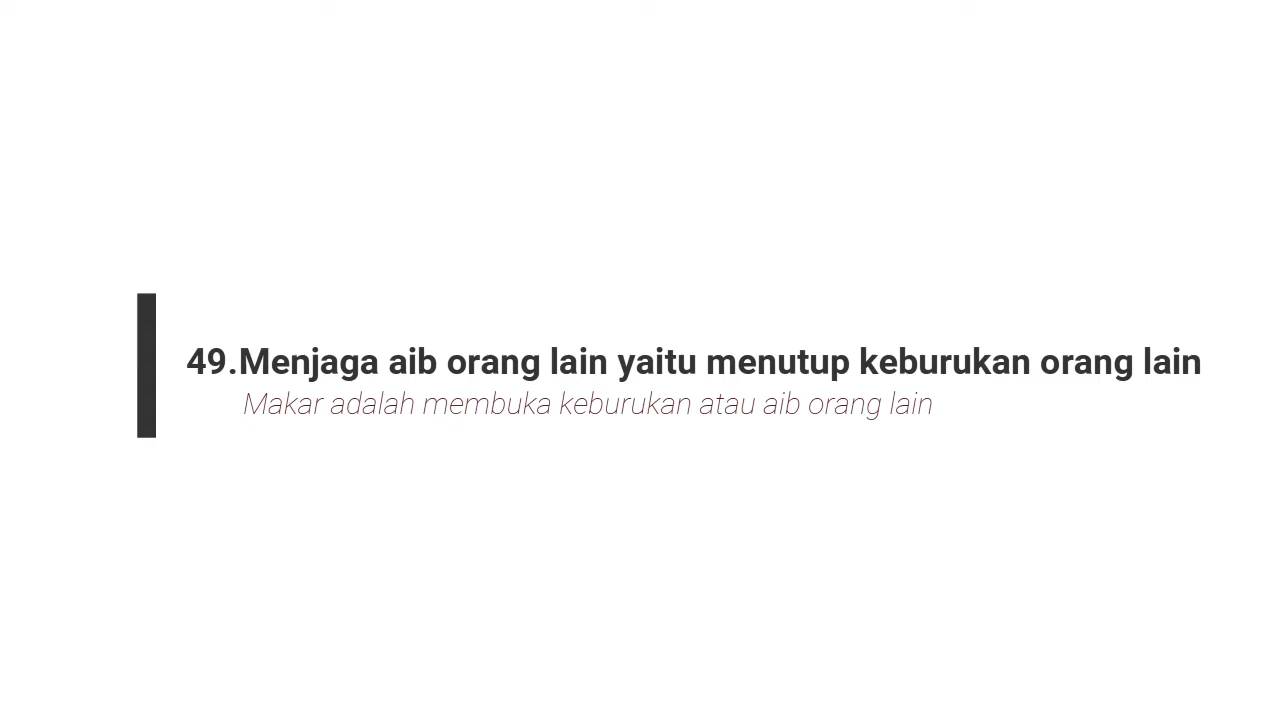 49.Menjaga aib orang lain yaitu menutup keburukan orang lain
Makar adalah membuka keburukan atau aib orang lain